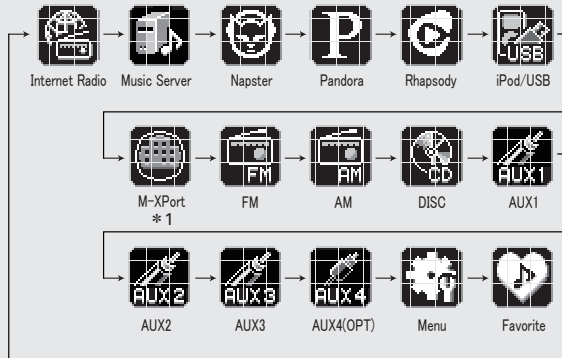 P
USB
Internet Radio Music Server Napster Pandora Rhapsody iPod/USB
FM AM CD AUX1
M-XPort FM AM DISC AUX1
*1
AUX2 AUX3 AUX4
AUX2 AUX3 AUX4(OPT) Menu Favorite